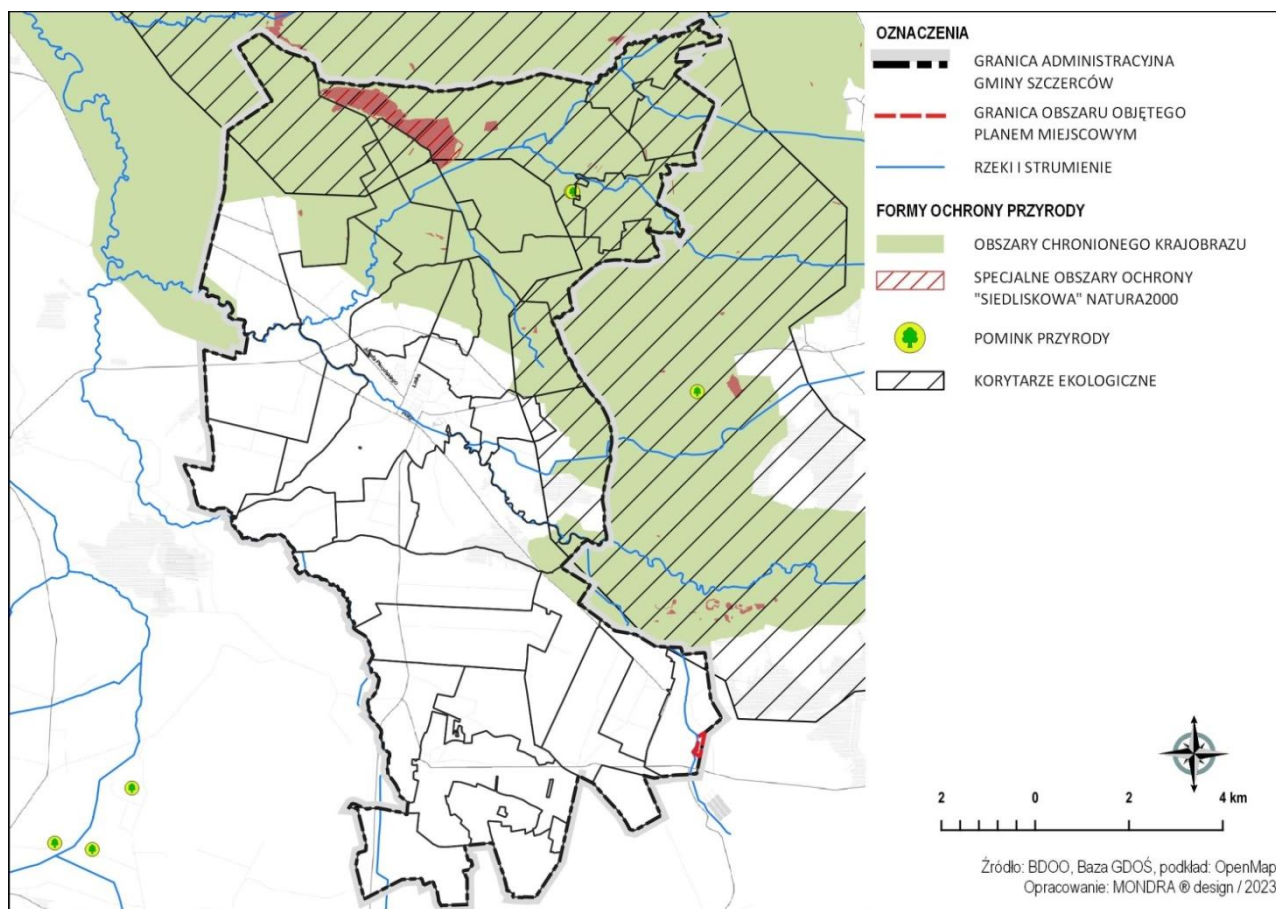 OZNACZENIA
GRANICA ADMINISTRACYJNA
GMINY SZCZERCÓW
GRANICA OBSZARU OBJĘTEGO
PLANEM MIEJSCOWYM
RZEKI I STRUMIENIE
FORMY OCHRONY PRZYRODY
OBSZARY CHRONIONEGO KRAJOBRAZU
SPECJALNE OBSZARY OCHRONY
"SIEDLISKOWA" NATURA2000
POMINK PRZYRODY
KORYTARZE EKOLOGICZNE
2 0 2 4 km
Źródło: BDOO, Baza GDOŚ, podkład: OpenMap
Opracowanie: MONDRA ® design / 2023